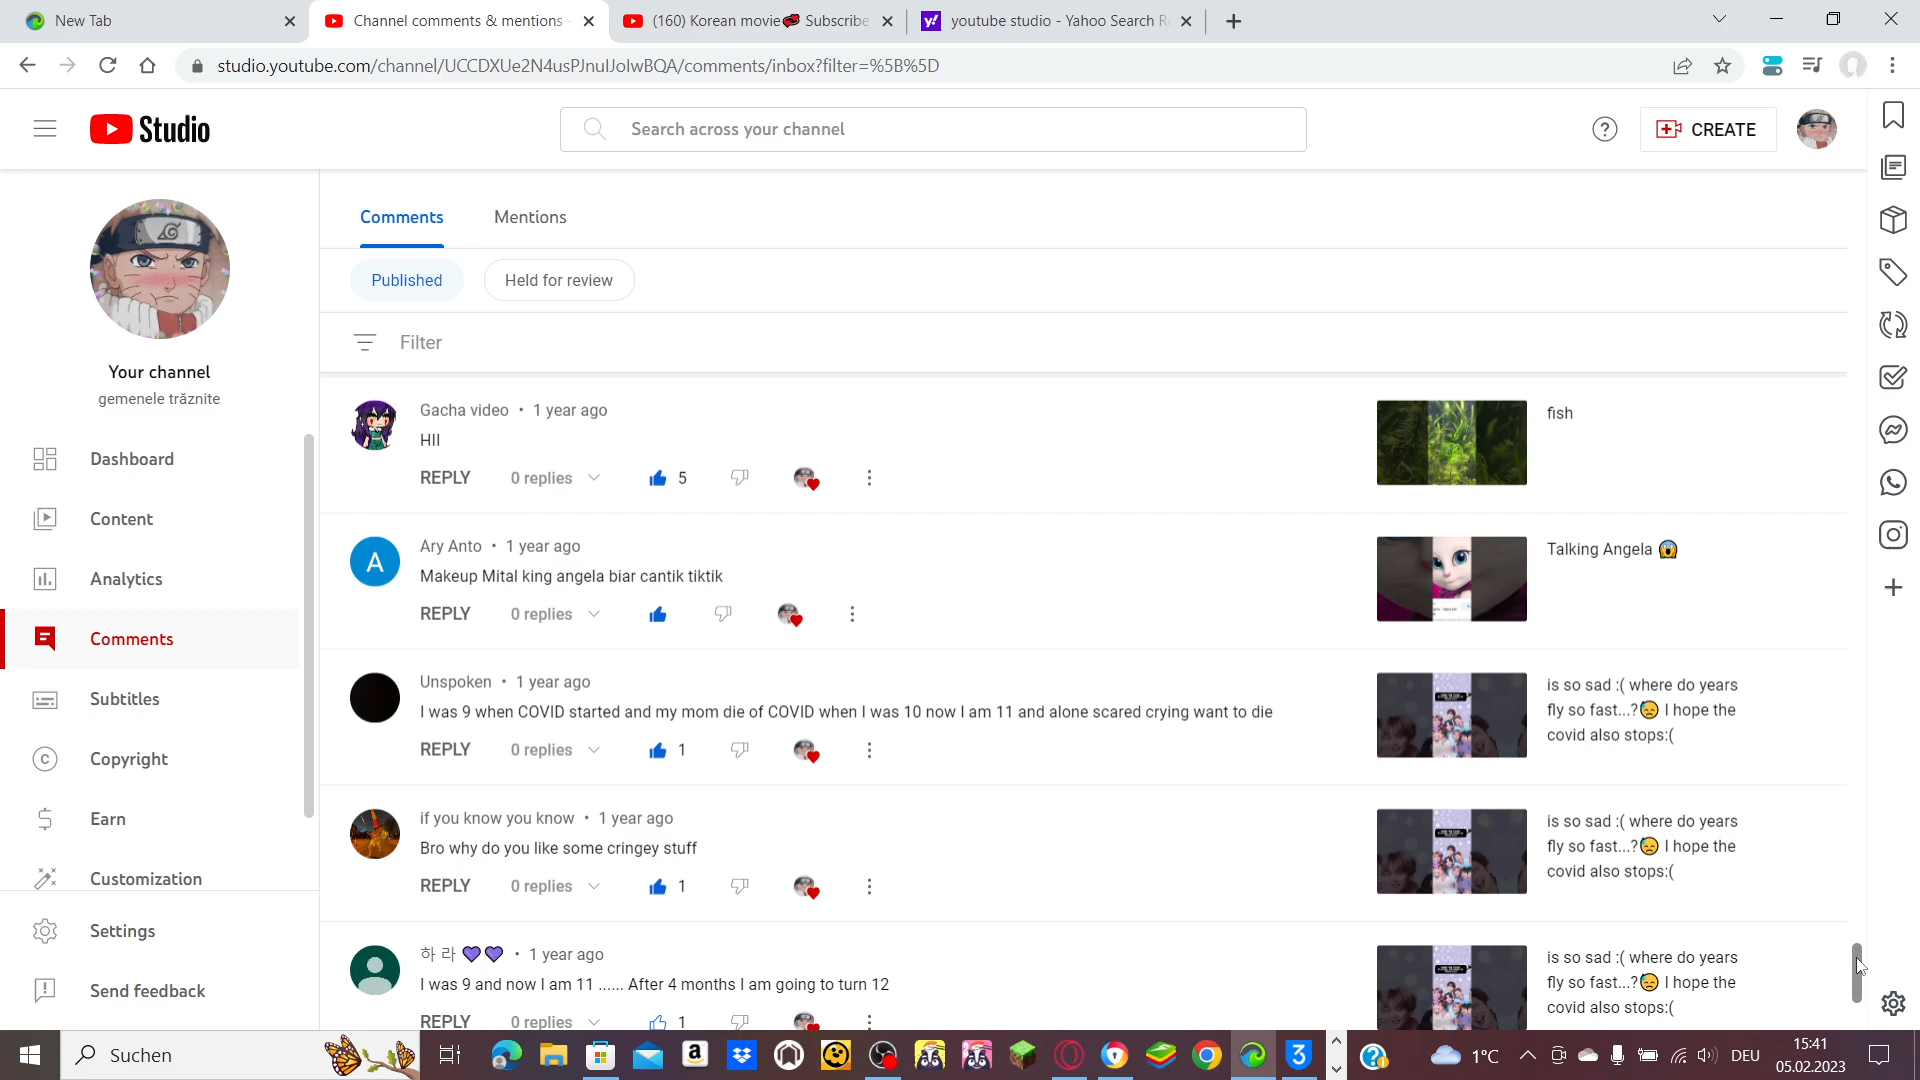 New Tab
Channel comments & mentions -
(160) Korean movie💋 Subscribe
youtube studio - Yahoo Search R
studio.youtube.com/channel/UCCDXUe2N4usPJnuIJolwBQA/comments/inbox?filter=%5B%5D
Studio
Search across your channel
CREATE
Comments
Mentions
Published
Held for review
Filter
Your channel
gemenele trăznite
Dashboard
Content
Analytics
Comments
Subtitles
Copyright
Earn
Customization
Settings
Send feedback
Gacha video • 1 year ago
HII
REPLY 0 replies 5
fish
Ary Anto • 1 year ago
Makeup Mital king angela biar cantik tiktik
REPLY 0 replies
Talking Angela 😱
Unspoken • 1 year ago
I was 9 when COVID started and my mom die of COVID when I was 10 now I am 11 and alone scared crying want to die
REPLY 0 replies 1
is so sad :( where do years
fly so fast...?😓 I hope the
covid also stops:(
if you know you know • 1 year ago
Bro why do you like some cringey stuff
REPLY 0 replies 1
is so sad :( where do years
fly so fast...?😓 I hope the
covid also stops:(
하 라 💜💜 • 1 year ago
I was 9 and now I am 11 ...... After 4 months I am going to turn 12
REPLY 0 replies 1
is so sad :( where do years
fly so fast...?😓 I hope the
covid also stops:(
Suchen
1°C
DEU
15:41
05.02.2023